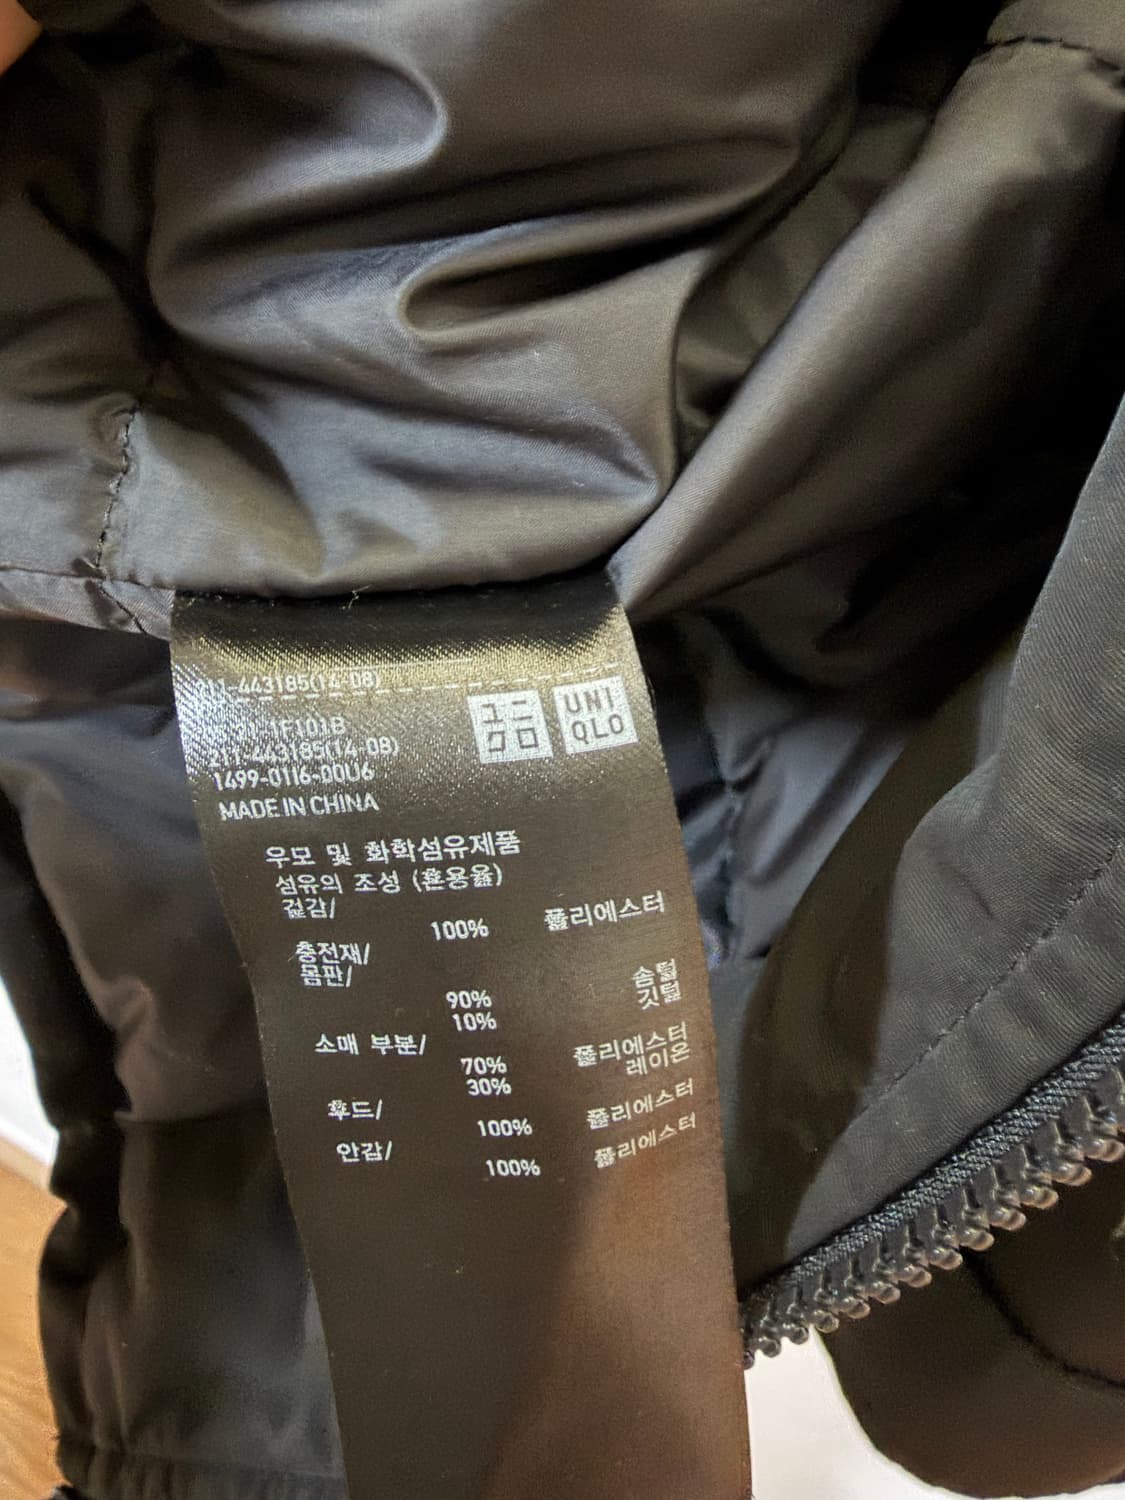 211-443185(14-08)
1F101B
211-443185(14-08)
1499-0116-00U6
MADE IN CHINA
ユニ
クロ
UNI
QLO
우모 및 화학섬유제품
섬유의 조성 (혼용율)
겉감/
100% 폴리에스터
충전재/
몸판/
90% 솜털
10% 깃털
소매 부분/
70% 폴리에스터
30% 레이온
후드/
100% 폴리에스터
안감/
100% 폴리에스터